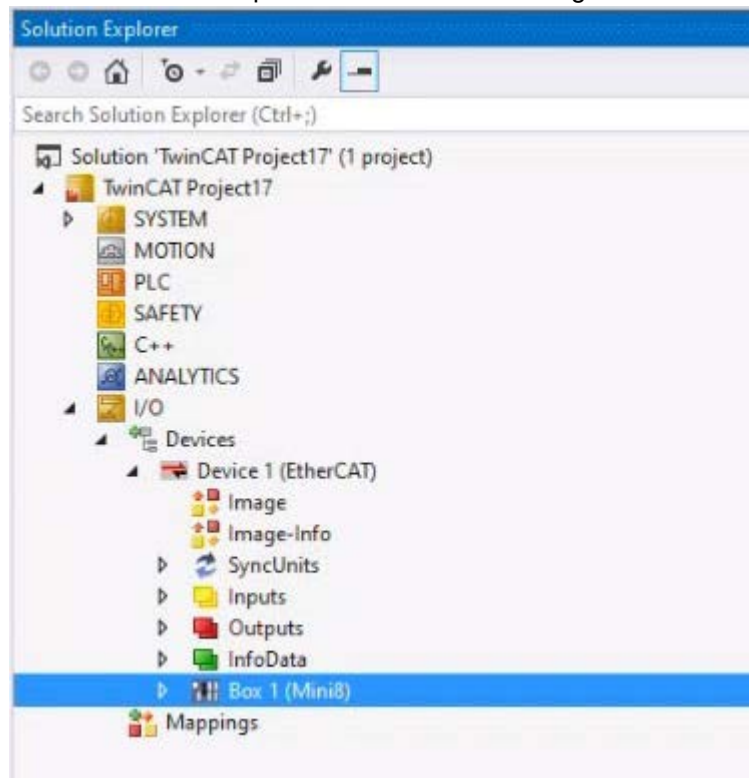 Solution Explorer
Search Solution Explorer (Ctrl+;)
Solution 'TwinCAT Project17' (1 project)
TwinCAT Project17
SYSTEM
MOTION
PLC
SAFETY
C++
ANALYTICS
I/O
Devices
Device 1 (EtherCAT)
Image
Image-Info
SyncUnits
Inputs
Outputs
InfoData
Box 1 (Mini8)
Mappings